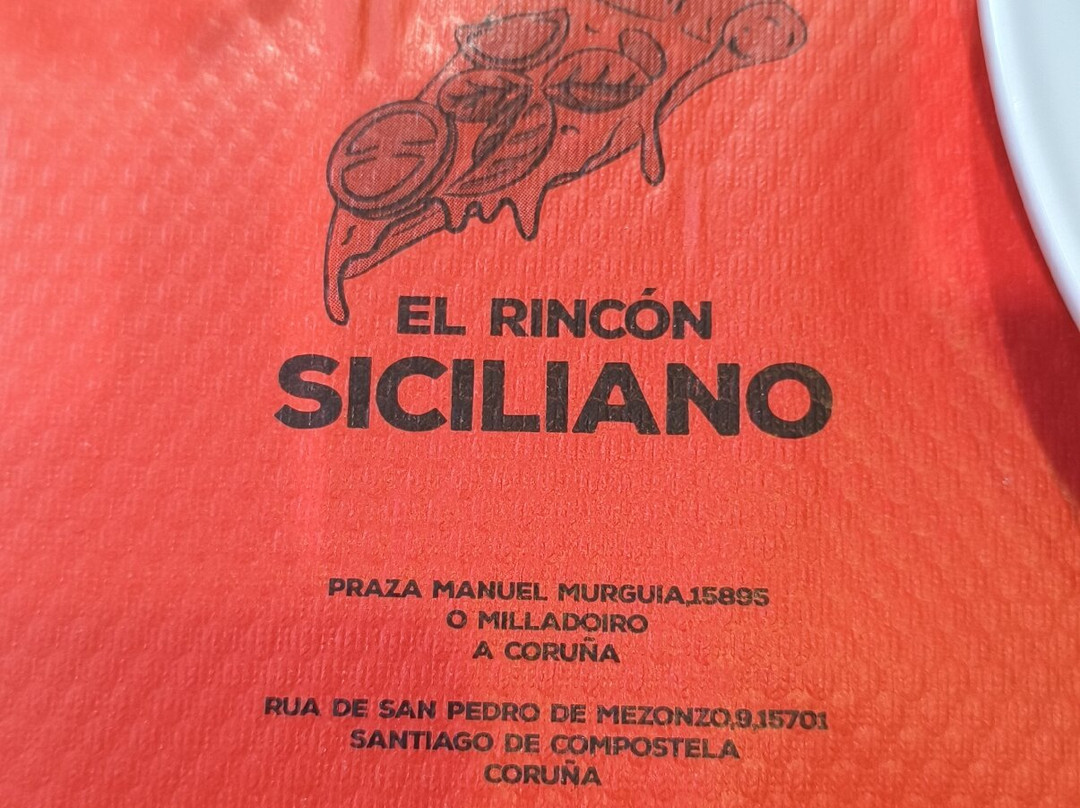 EL RINCÓN
SICILIANO
PRAZA MANUEL MURGUIA,15895
O MILLADOIRO
A CORUÑA
RUA DE SAN PEDRO DE MEZONZO,9,15701
SANTIAGO DE COMPOSTELA
CORUÑA